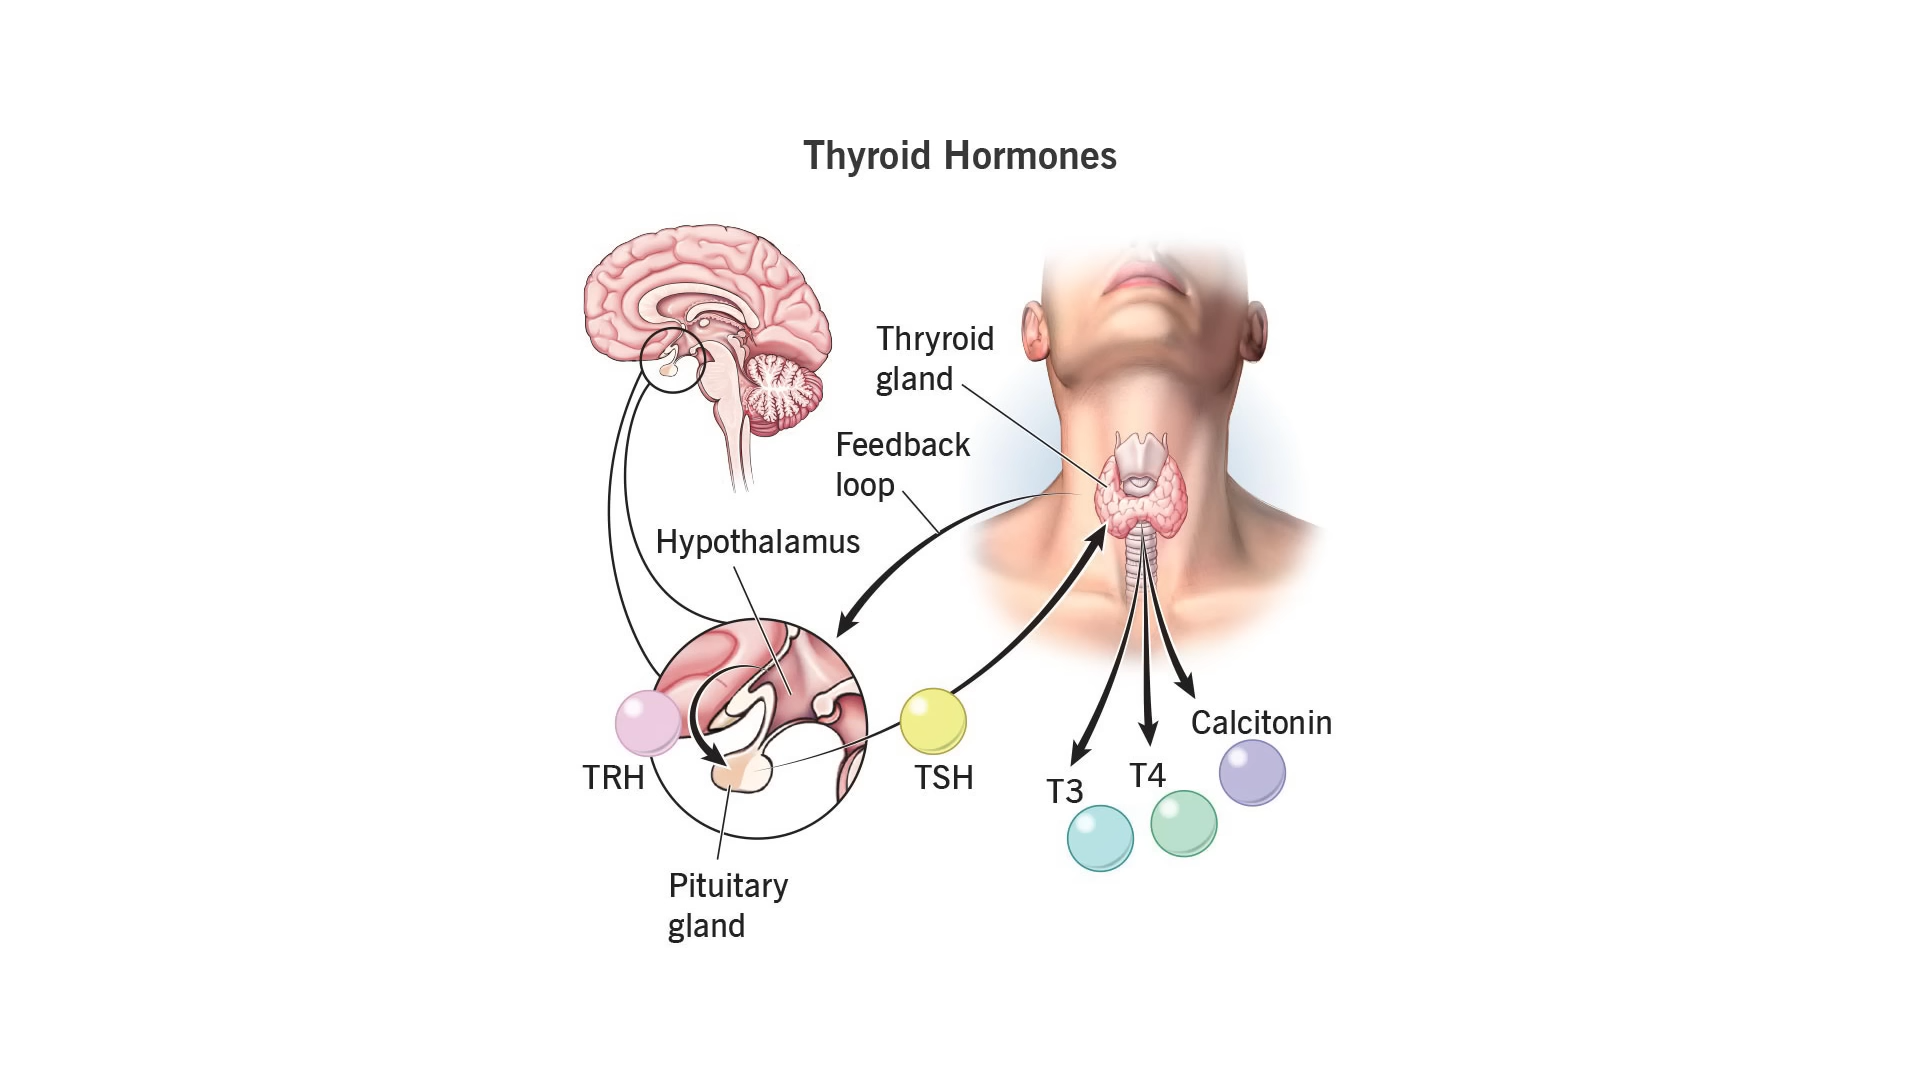 Thyroid Hormones
Thryroid
gland
Feedback
loop
Hypothalamus
Calcitonin
TRH
TSH
T3
T4
Pituitary
gland